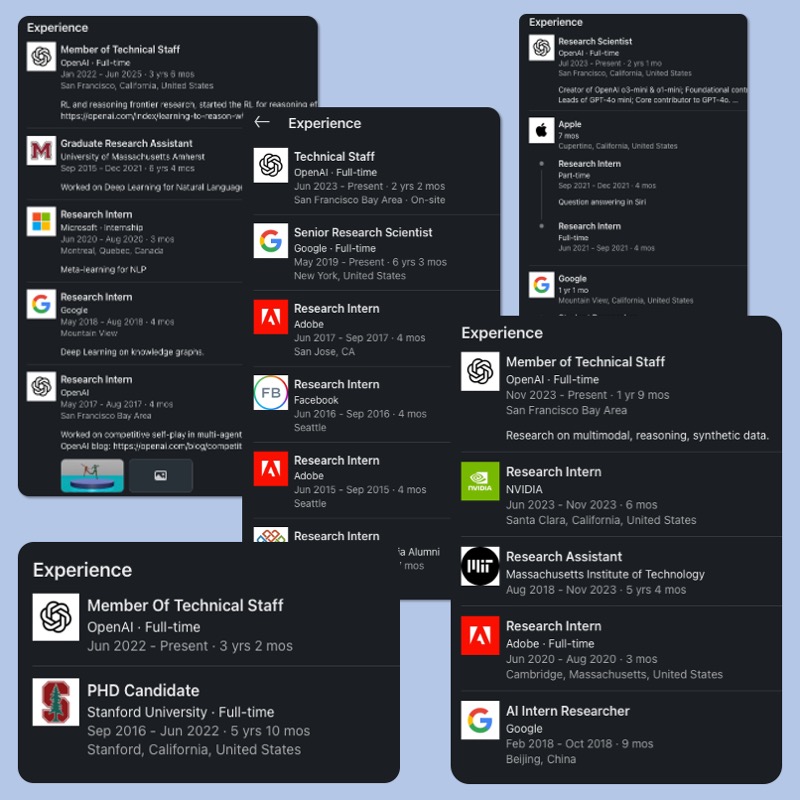 Experience
Member of Technical Staff
OpenAI · Full-time
Jan 2022 - Jun 2025 · 3 yrs 6 mos
San Francisco, California, United States
RL and reasoning frontier research, started the RL for reasoning ef
https://openai.com/index/learning-to-reason-w
M
Graduate Research Assistant
University of Massachusetts Amherst
Sep 2015 - Dec 2021 · 6 yrs 4 mos
Worked on Deep Learning for Natural Language
Research Intern
Microsoft · Internship
Jun 2020 - Aug 2020 · 3 mos
Montreal, Quebec, Canada
Meta-learning for NLP
Research Intern
Google
May 2018 - Aug 2018 · 4 mos
Mountain View
Deep Learning on knowledge graphs.
Research Intern
OpenAI
May 2017 - Aug 2017 · 4 mos
San Francisco Bay Area
Worked on competitive self-play in multi-agent
OpenAI blog: https://openai.com/blog/competit
Experience
Technical Staff
OpenAI · Full-time
Jun 2023 - Present · 2 yrs 2 mos
San Francisco Bay Area · On-site
Senior Research Scientist
Google · Full-time
May 2019 - Present · 6 yrs 3 mos
New York, United States
Research Intern
Adobe
Jun 2017 - Sep 2017 · 4 mos
San Jose, CA
FB
Research Intern
Facebook
Jun 2016 - Sep 2016 · 4 mos
Seattle
Research Intern
Adobe
Jun 2015 - Sep 2015 · 4 mos
Seattle
Research Intern
Alumni
mos
Experience
Research Scientist
OpenAI · Full-time
Jul 2023 - Present · 2 yrs 1 mo
San Francisco, California, United States
Creator of OpenAI o3-mini & o1-mini; Foundational contr
Leads of GPT-4o mini; Core contributor to GPT-4o. ...
Apple
7 mos
Cupertino, California, United States
Research Intern
Part-time
Sep 2021 - Dec 2021 · 4 mos
Question answering in Siri
Research Intern
Full-time
Jun 2021 - Sep 2021 · 4 mos
Google
1 yr 1 mo
Mountain View, California, United States
Experience
Member of Technical Staff
OpenAI · Full-time
Nov 2023 - Present · 1 yr 9 mos
San Francisco Bay Area
Research on multimodal, reasoning, synthetic data.
NVIDIA
Research Intern
NVIDIA
Jun 2023 - Nov 2023 · 6 mos
Santa Clara, California, United States
MIT
Research Assistant
Massachusetts Institute of Technology
Aug 2018 - Nov 2023 · 5 yrs 4 mos
Research Intern
Adobe · Full-time
Jun 2020 - Aug 2020 · 3 mos
Cambridge, Massachusetts, United States
AI Intern Researcher
Google
Feb 2018 - Oct 2018 · 9 mos
Beijing, China
Experience
Member Of Technical Staff
OpenAI · Full-time
Jun 2022 - Present · 3 yrs 2 mos
S
PHD Candidate
Stanford University · Full-time
Sep 2016 - Jun 2022 · 5 yrs 10 mos
Stanford, California, United States